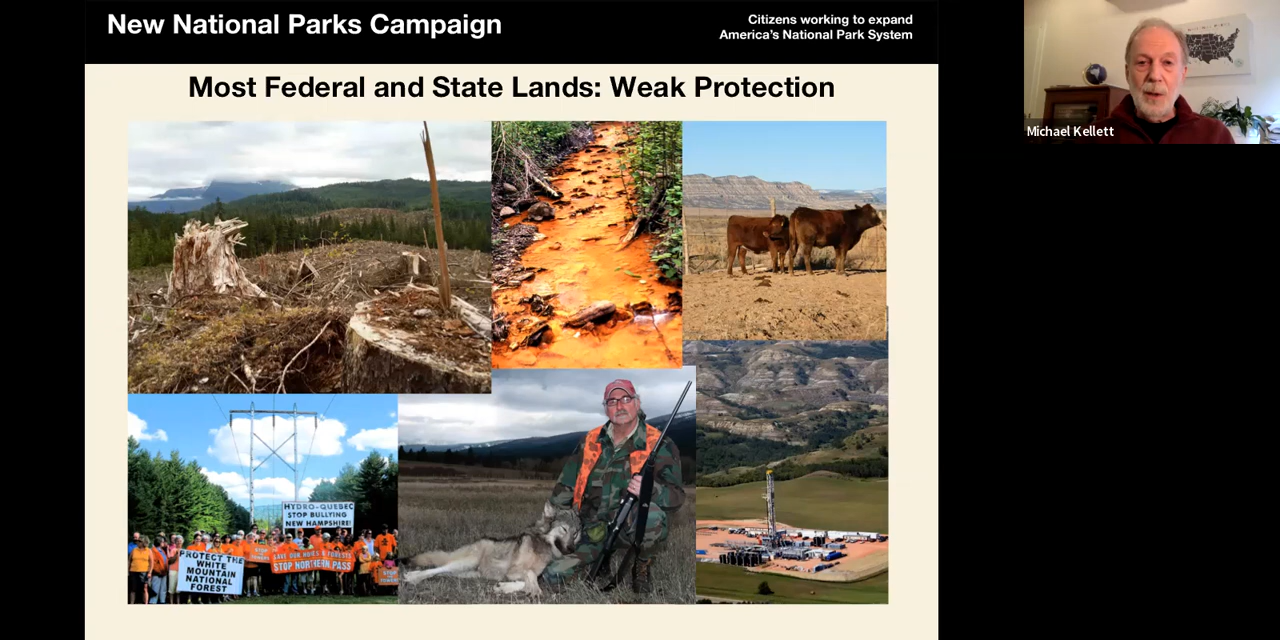 New National Parks Campaign
Citizens working to expand
America's National Park System
Michael Kellett
Most Federal and State Lands: Weak Protection
HYDRO-QUEBEC
STOP BULLYING
NEW HAMPSHIRE!
PROTECT THE
WHITE
MOUNTAIN
NATIONAL
FOREST
STOP NORTHERN PASS